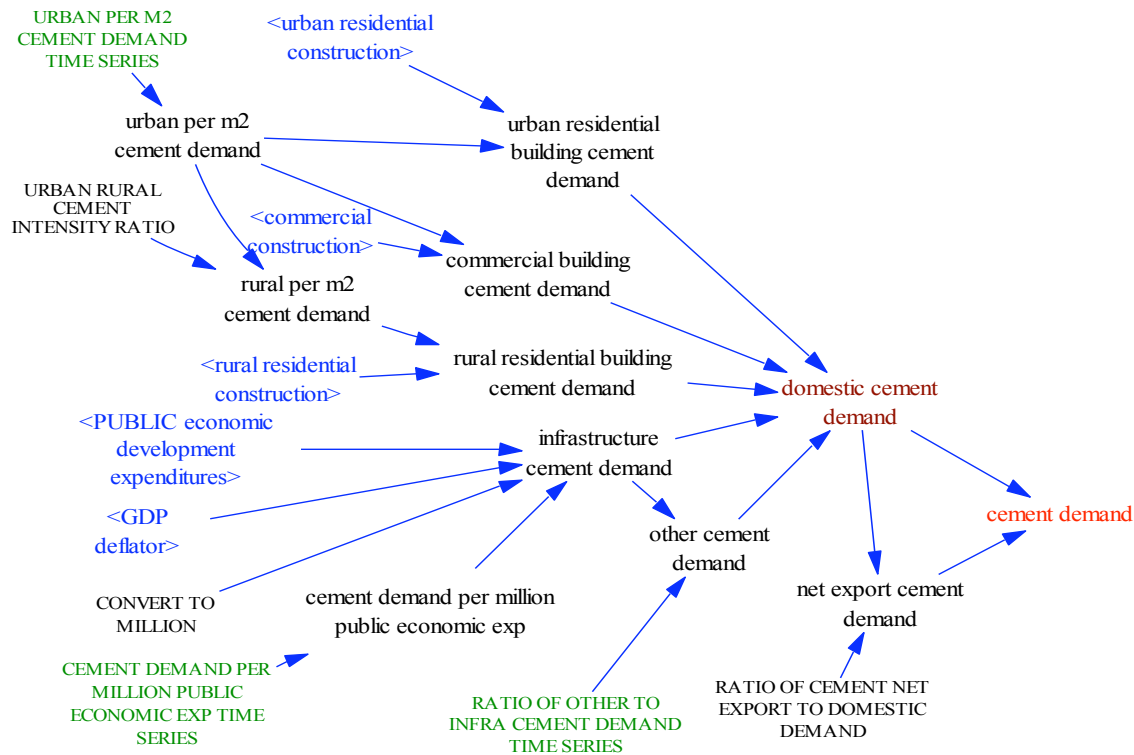 URBAN PER M2
CEMENT DEMAND
TIME SERIES
<urban residential
construction>
urban per m2
cement demand
urban residential
building cement
demand
URBAN RURAL
CEMENT
INTENSITY RATIO
<commercial
construction>
commercial building
cement demand
rural per m2
cement demand
rural residential building
cement demand
<rural residential
construction>
domestic cement
demand
<PUBLIC economic
development
expenditures>
infrastructure
cement demand
<GDP
deflator>
cement demand
other cement
demand
net export cement
demand
CONVERT TO
MILLION
cement demand per million
public economic exp
CEMENT DEMAND PER
MILLION PUBLIC
ECONOMIC EXP TIME
SERIES
RATIO OF OTHER TO
INFRA CEMENT DEMAND
TIME SERIES
RATIO OF CEMENT NET
EXPORT TO DOMESTIC
DEMAND